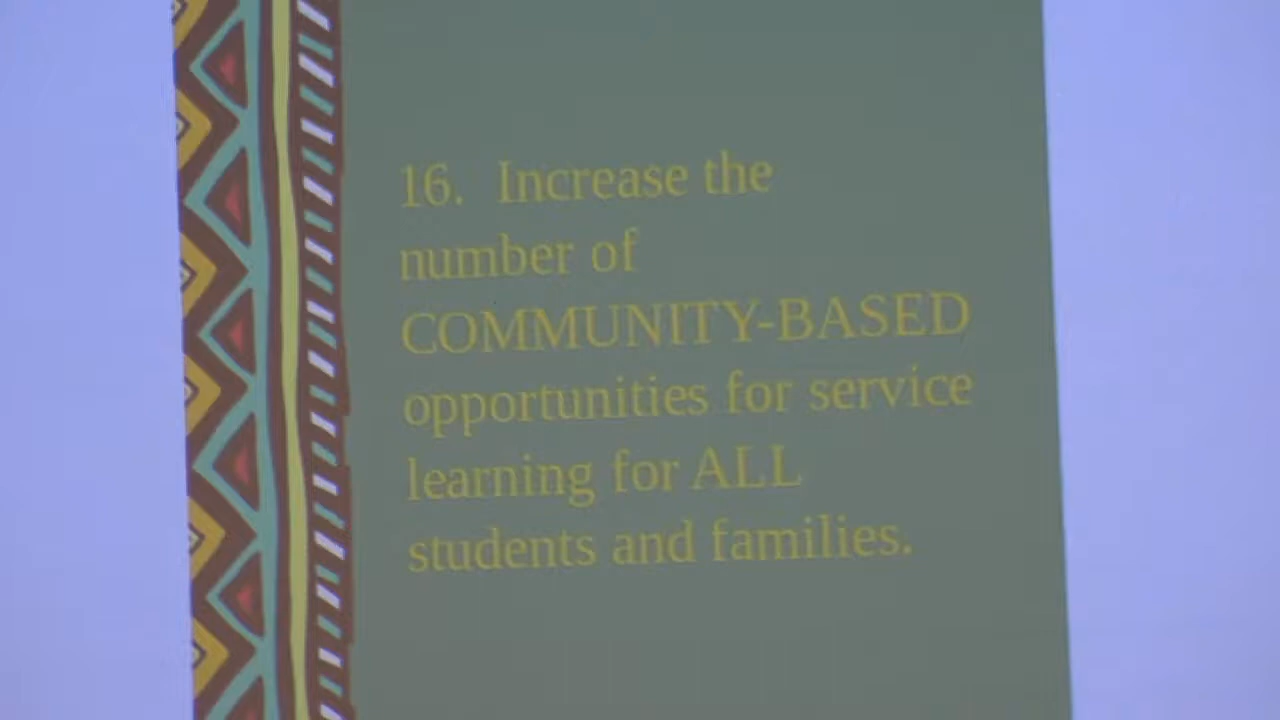 16. Increase the
number of
COMMUNITY-BASED
opportunities for service
learning for ALL
students and families.